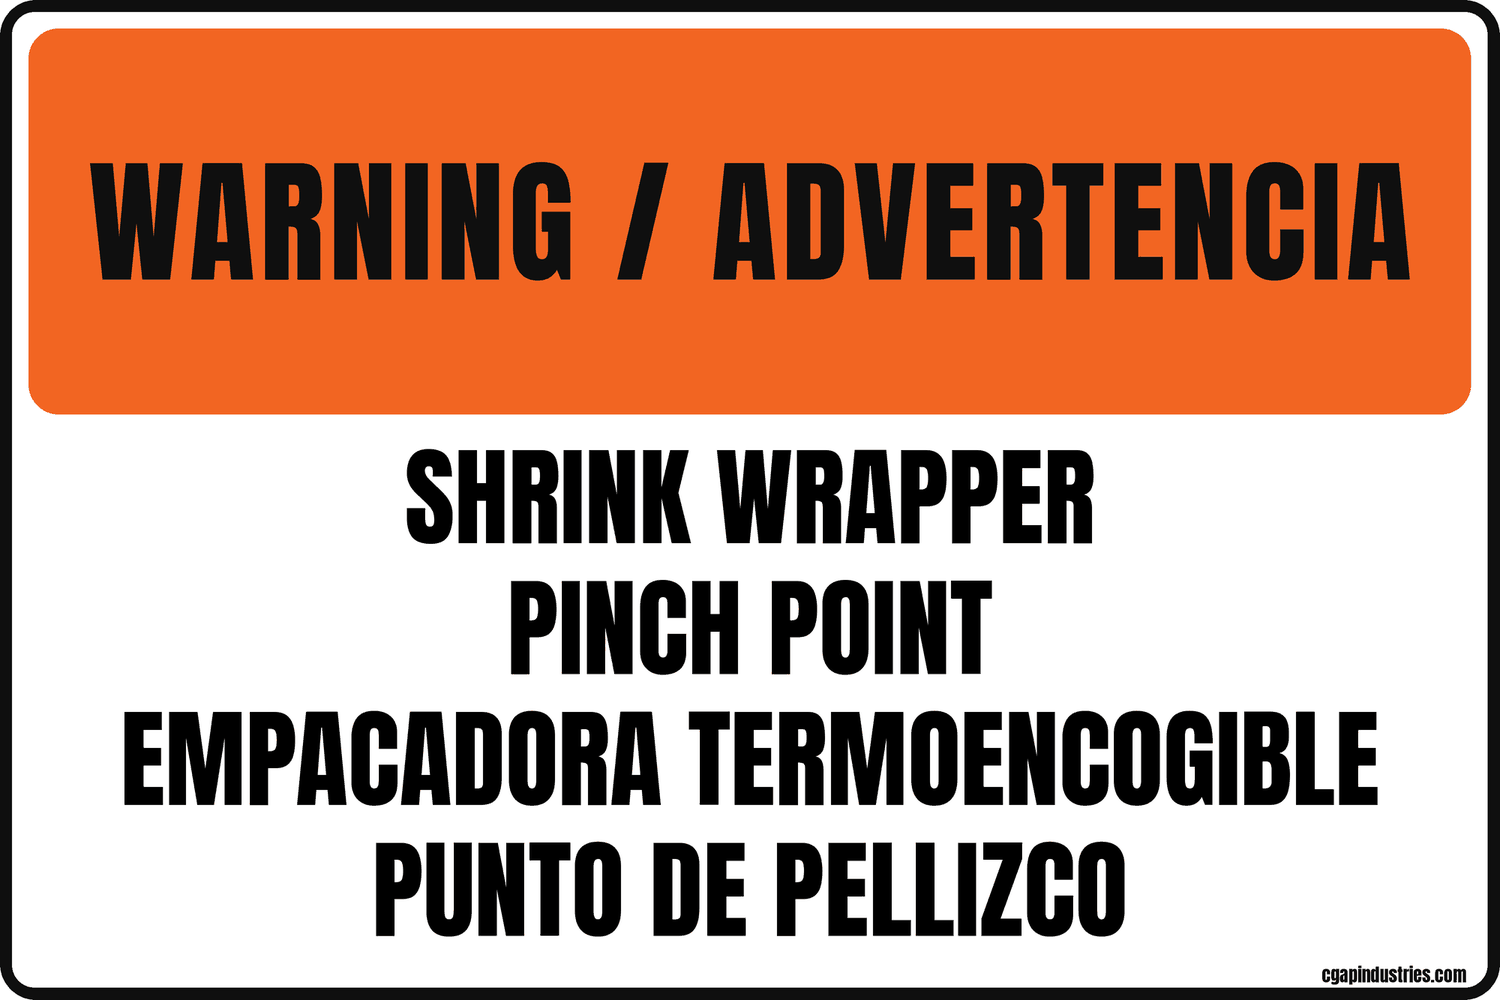 WARNING / ADVERTENCIA
SHRINK WRAPPER
PINCH POINT
EMPACADORA TERMOENCOGIBLE
PUNTO DE PELLIZCO
cgapindustries.com